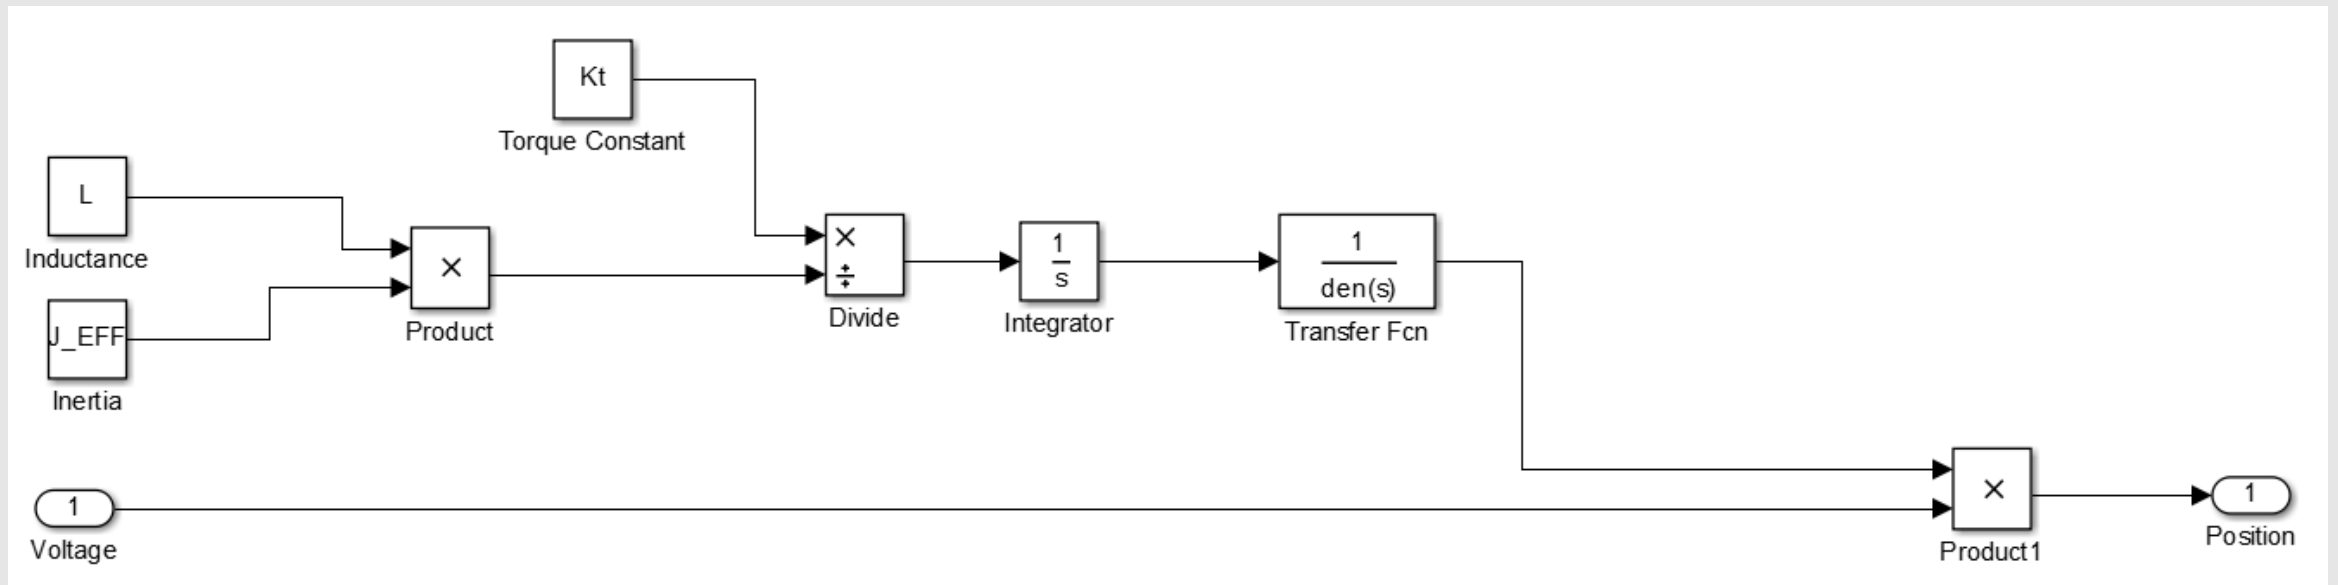 Kt
Torque Constant
L
Inductance
×
Product
J_EFF
Inertia
×
÷
Divide
1
s
Integrator
1
den(s)
Transfer Fcn
1
Voltage
×
Product1
1
Position